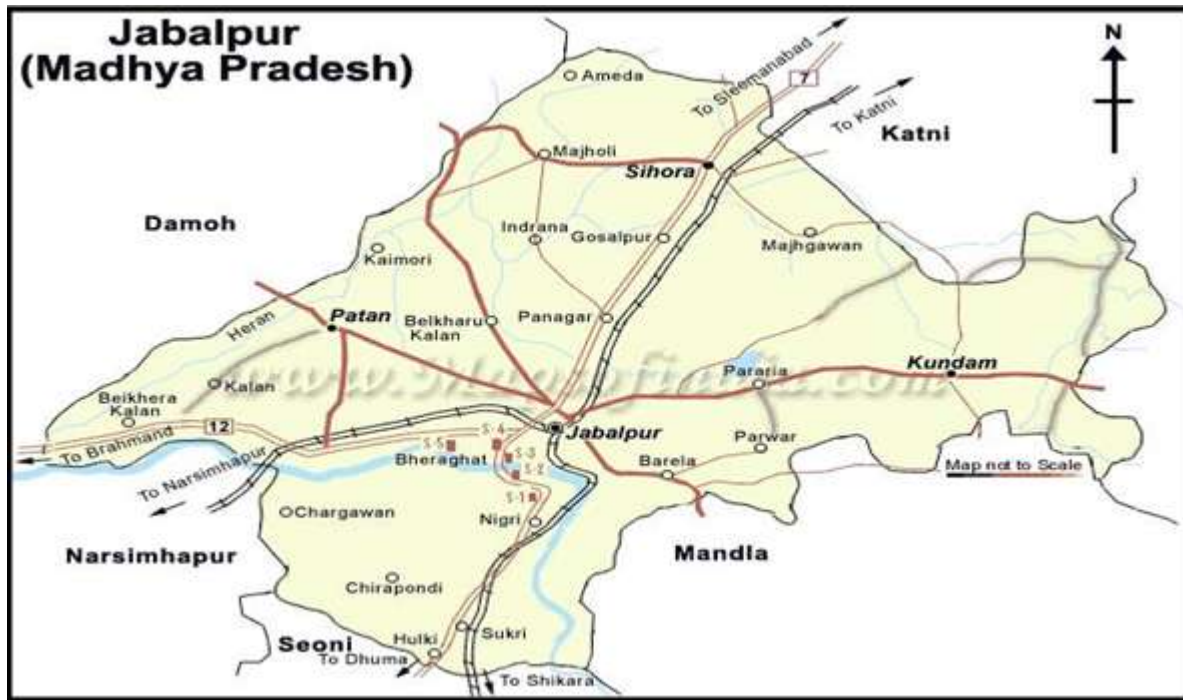 Jabalpur
(Madhya Pradesh)
N
Ameda
To Sleemanabad
7
To Katni
Katni
Majholi
Sihora
Damoh
Indrana
Gosalpur
Majhgawan
Kaimori
Heran
Patan
Belkharu
Kalan
Panagar
www.Mapsofindia.com
Kundam
Pararia
Kalan
Beikhera
Kalan
12
To Brahmand
S-5
S-4
Jabalpur
Bheraghat
S-3
S-2
Parwar
Barela
Map not to Scale
To Narsimhapur
S-1
Chargawan
Nigri
Narsimhapur
Mandla
Chirapondi
Seoni
Hulki
Sukri
To Dhuma
To Shikara